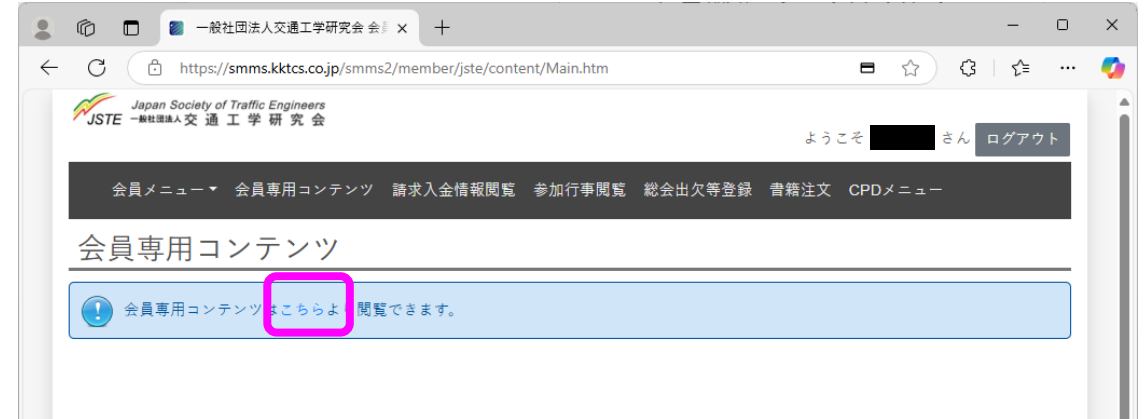 一般社団法人交通工学研究会 会
https://smms.kktcs.co.jp/smms2/member/jste/content/Main.htm
Japan Society of Traffic Engineers
JSTE 一般社団法人 交通工学研究会
ようこそ さん ログアウト
会員メニュー 会員専用コンテンツ 請求入金情報閲覧 参加行事閲覧 総会出欠等登録 書籍注文 CPDメニュー
会員専用コンテンツ
会員専用コンテンツはこちらより閲覧できます。